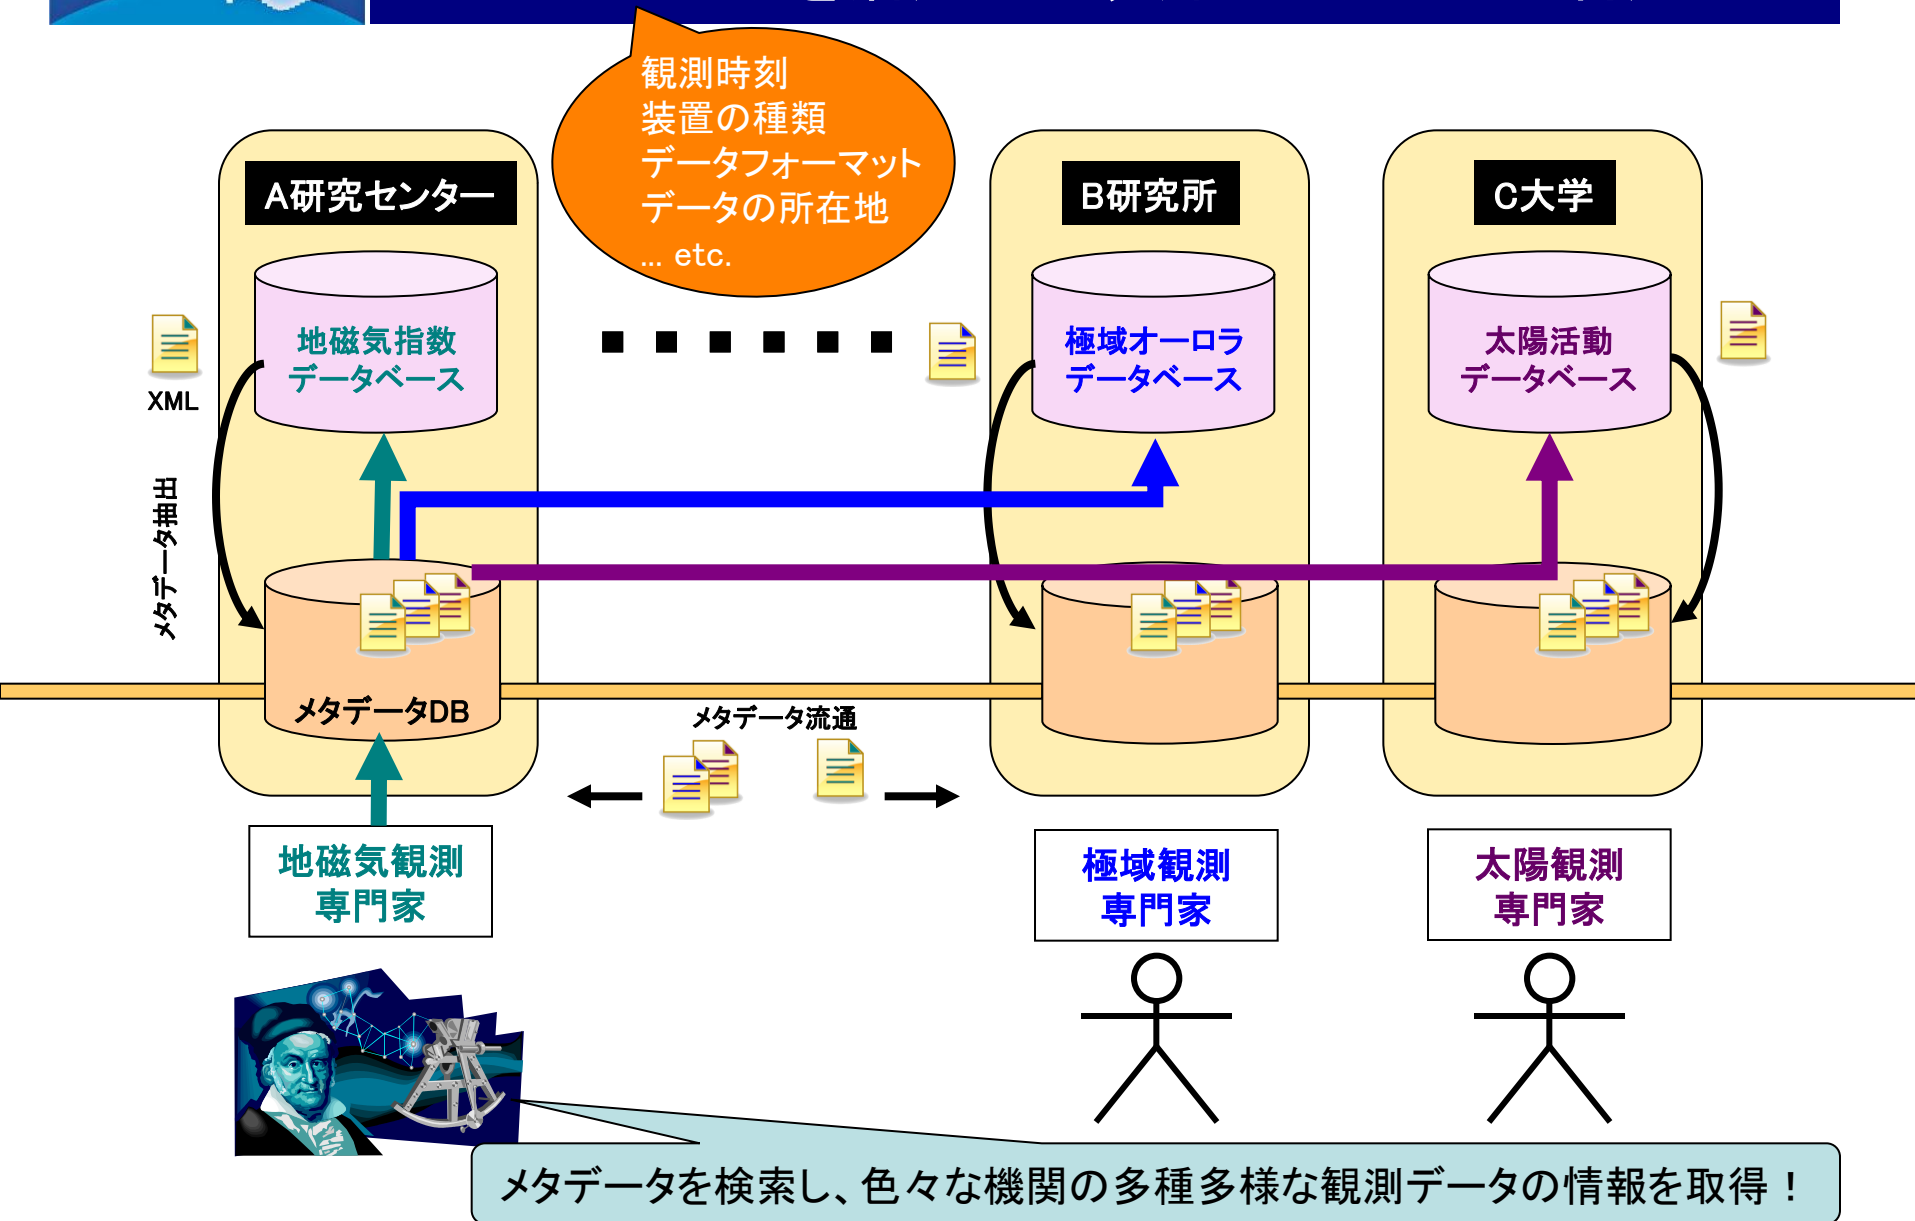 観測時刻
装置の種類
データフォーマット
データの所在地
... etc.
A研究センター
B研究所
C大学
地磁気指数
データベース
極域オーロラ
データベース
太陽活動
データベース
XML
メタデータ抽出
メタデータDB
メタデータ流通
地磁気観測
専門家
極域観測
専門家
太陽観測
専門家
メタデータを検索し、色々な機関の多種多様な観測データの情報を取得！